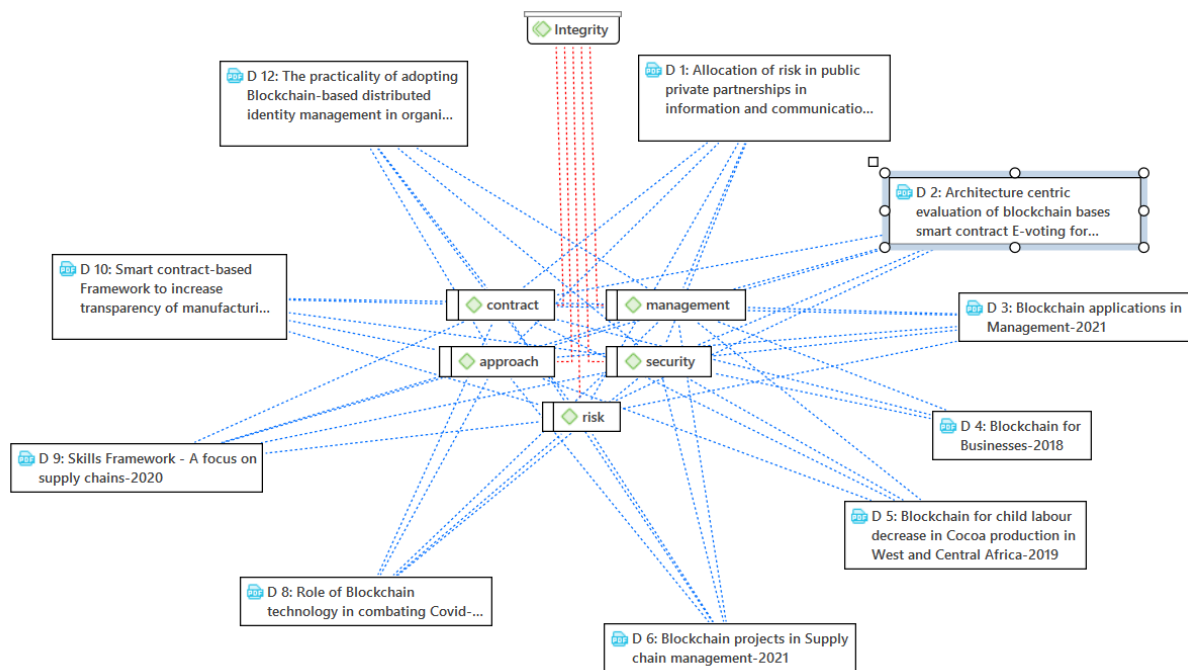 Integrity
D 12: The practicality of adopting
Blockchain-based distributed
identity management in organi...
D 1: Allocation of risk in public
private partnerships in
information and communicatio...
D 2: Architecture centric
evaluation of blockchain bases
smart contract E-voting for...
D 10: Smart contract-based
Framework to increase
transparency of manufacturi...
contract
management
D 3: Blockchain applications in
Management-2021
approach
security
risk
D 4: Blockchain for
Businesses-2018
D 9: Skills Framework - A focus on
supply chains-2020
D 5: Blockchain for child labour
decrease in Cocoa production in
West and Central Africa-2019
D 8: Role of Blockchain
technology in combating Covid-...
D 6: Blockchain projects in Supply
chain management-2021